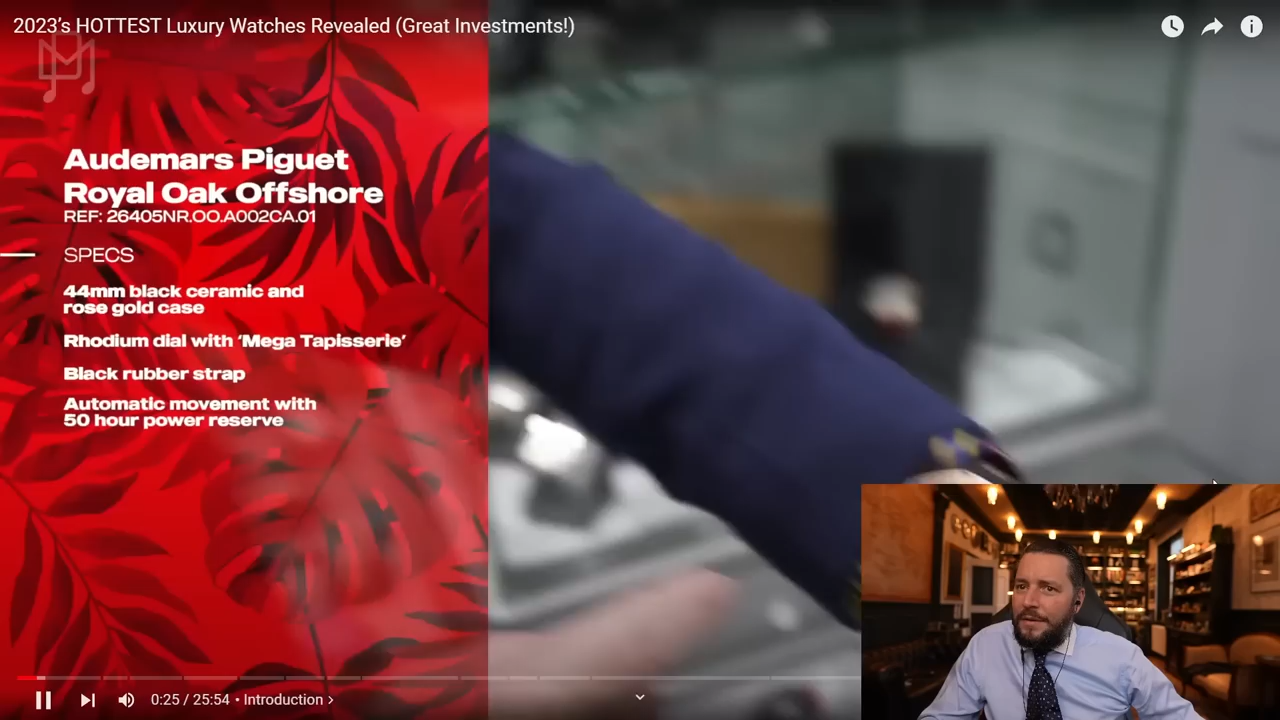 2023’s HOTTEST Luxury Watches Revealed (Great Investments!)
Audemars Piguet
Royal Oak Offshore
REF: 26405NR.OO.A002CA.01
SPECS
44mm black ceramic and
rose gold case
Rhodium dial with ‘Mega Tapisserie’
Black rubber strap
Automatic movement with
50 hour power reserve
0:25 / 25:54 • Introduction >